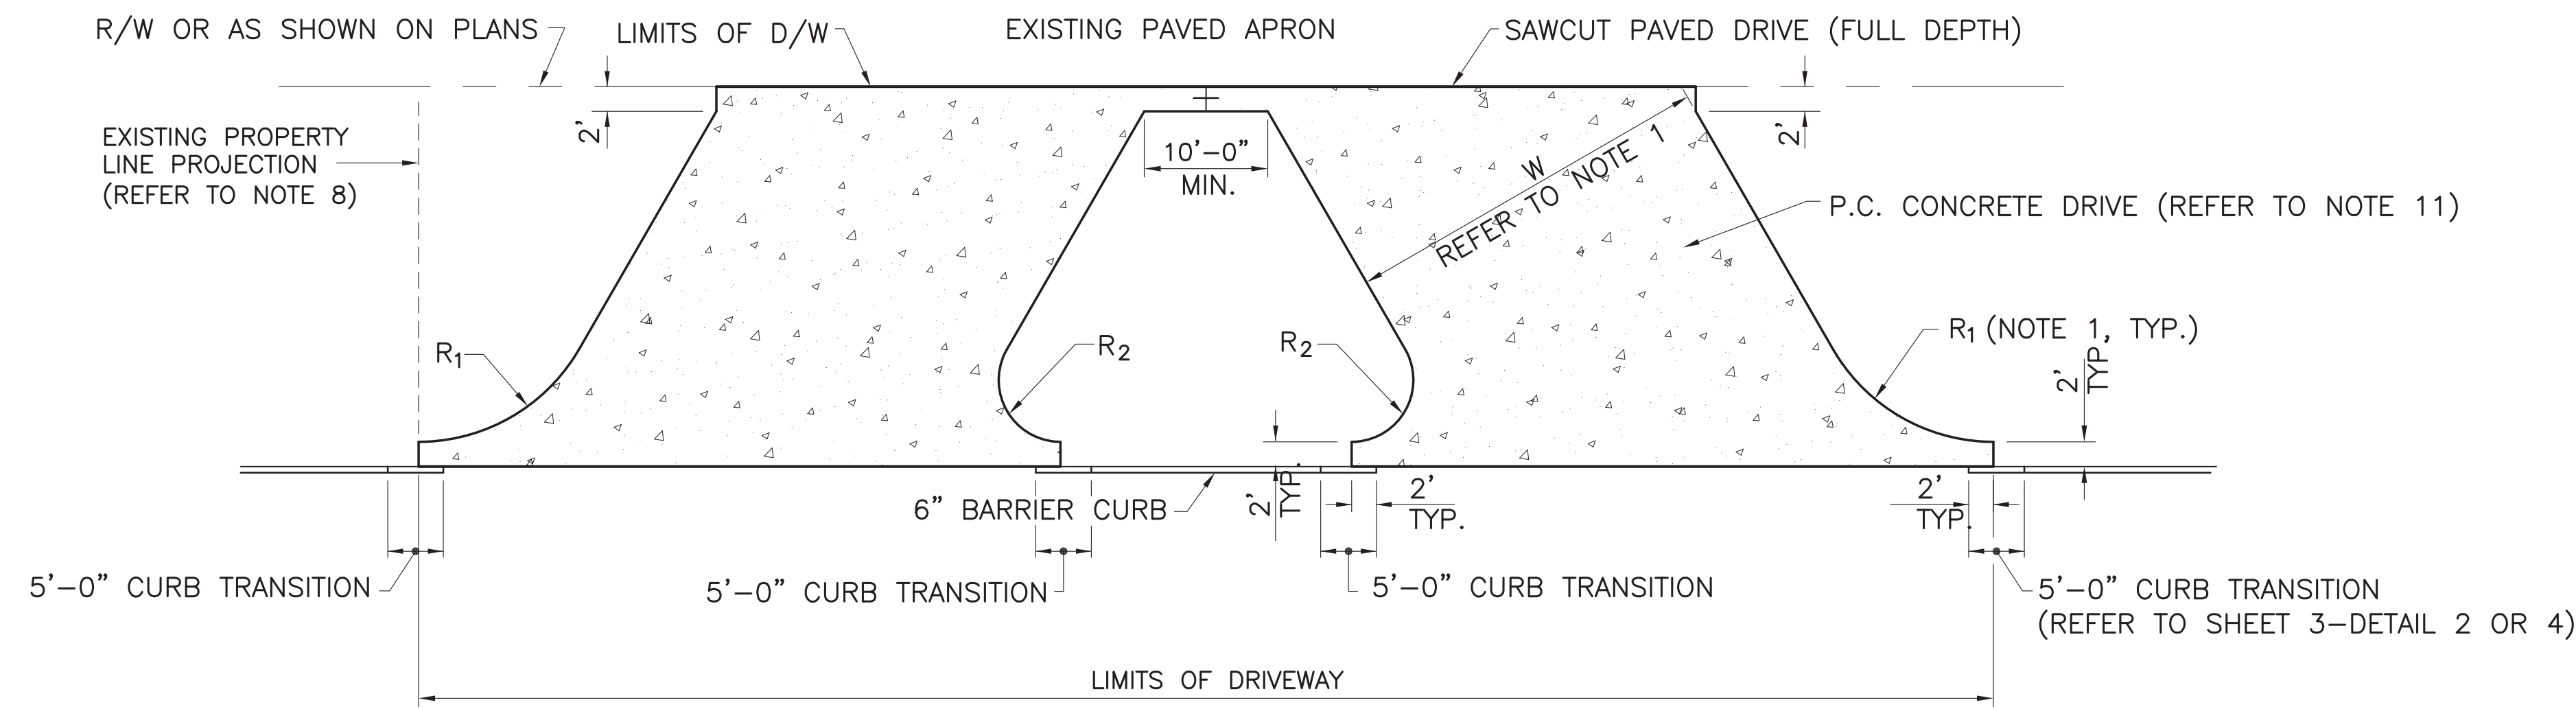 R/W OR AS SHOWN ON PLANS
LIMITS OF D/W
EXISTING PAVED APRON
SAWCUT PAVED DRIVE (FULL DEPTH)
2'
EXISTING PROPERTY
LINE PROJECTION
(REFER TO NOTE 8)
10'-0"
MIN.
W
REFER TO NOTE 1
2'
P.C. CONCRETE DRIVE (REFER TO NOTE 11)
R1
R2
R2
R1 (NOTE 1, TYP.)
2'
TYP.
6" BARRIER CURB
2'
TYP.
2'
TYP.
2'
TYP.
5'-0" CURB TRANSITION
5'-0" CURB TRANSITION
5'-0" CURB TRANSITION
5'-0" CURB TRANSITION
(REFER TO SHEET 3-DETAIL 2 OR 4)
LIMITS OF DRIVEWAY